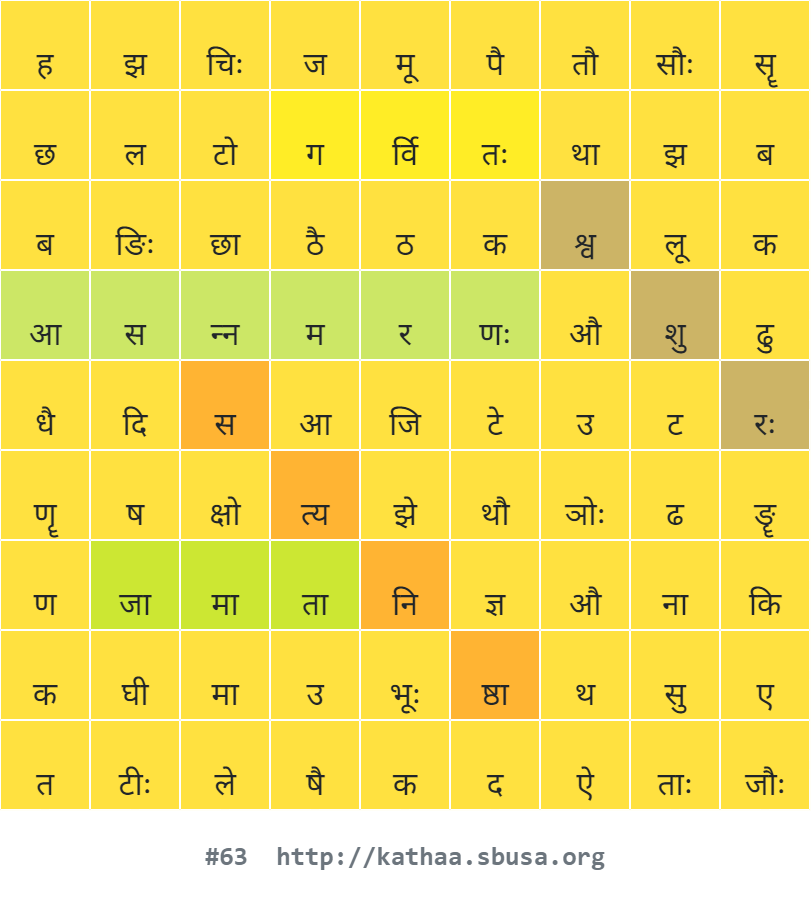 ह झ चिः ज मू पै तौ सौः सॄ
छ ल टो ग र्वि तः था झ ब
ब ङिः छा ठै ठ क श्व लू क
आ स न्न म र णः औ शु ढु
धै दि स आ जि टे उ ट रः
णॄ ष क्षो त्य झे थौ ञोः ढ ङॄ
ण जा मा ता नि ज्ञ औ ना कि
क घी मा उ भूः ष्ठा थ सु ए
त टीः ले षै क द ऐ ताः जौः
#63 http://kathaa.sbusa.org